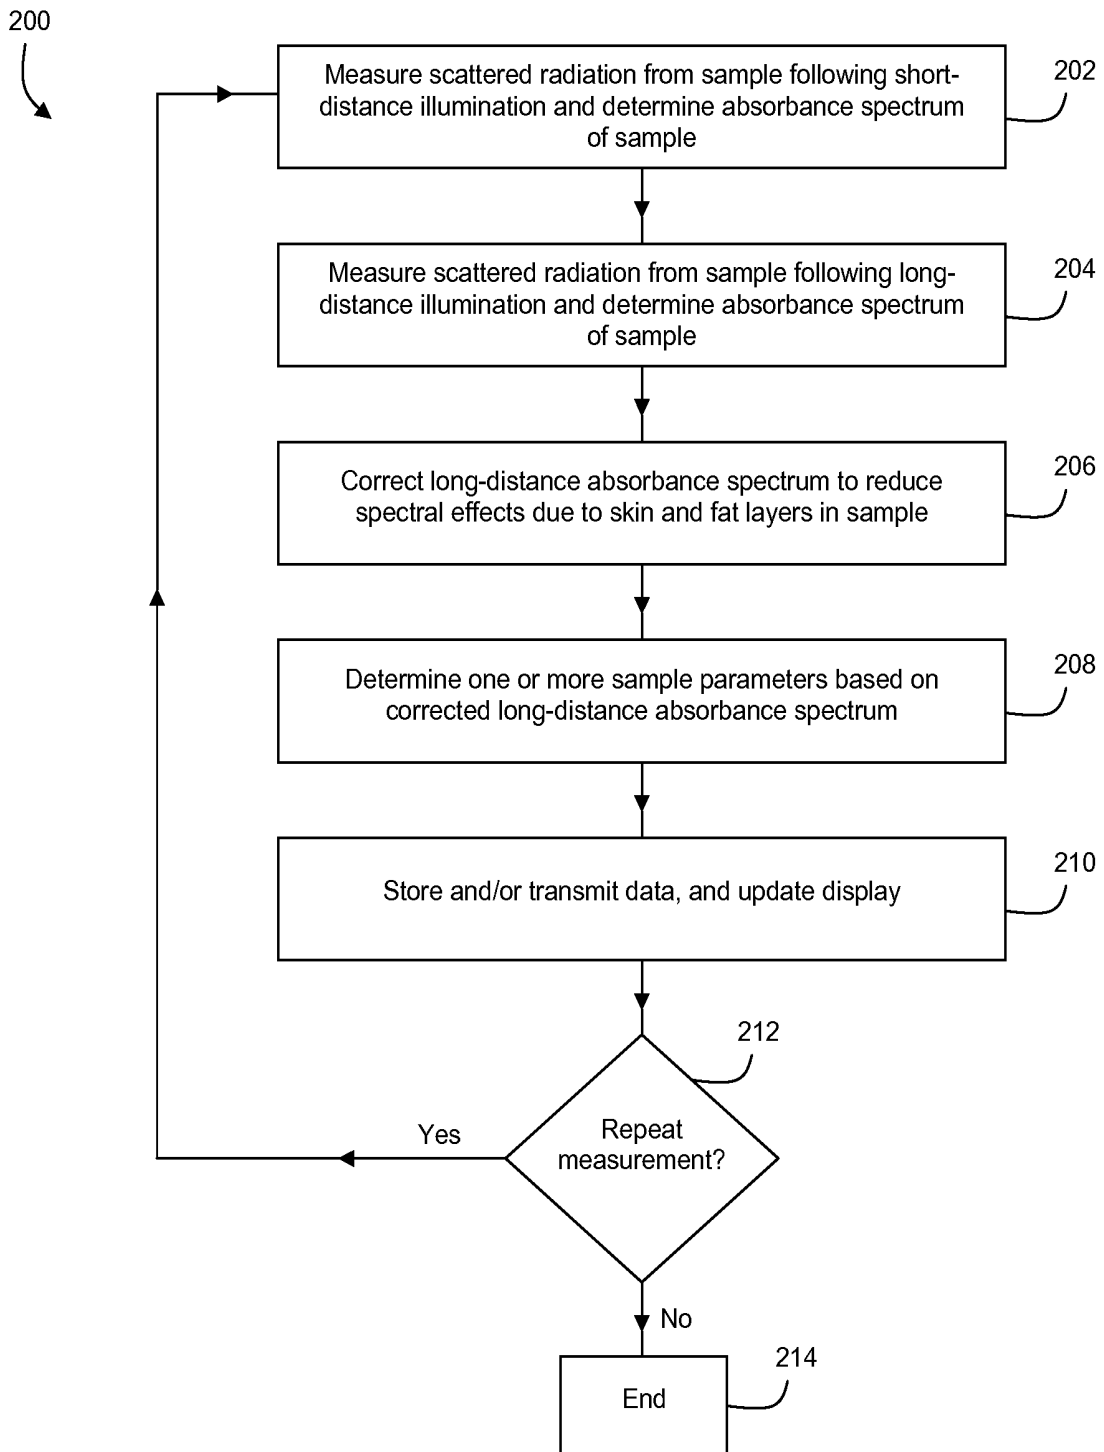 200
Measure scattered radiation from sample following short-
distance illumination and determine absorbance spectrum
of sample
202
Measure scattered radiation from sample following long-
distance illumination and determine absorbance spectrum
of sample
204
Correct long-distance absorbance spectrum to reduce
spectral effects due to skin and fat layers in sample
206
Determine one or more sample parameters based on
corrected long-distance absorbance spectrum
208
Store and/or transmit data, and update display
210
212
Repeat
measurement?
Yes
No
End
214